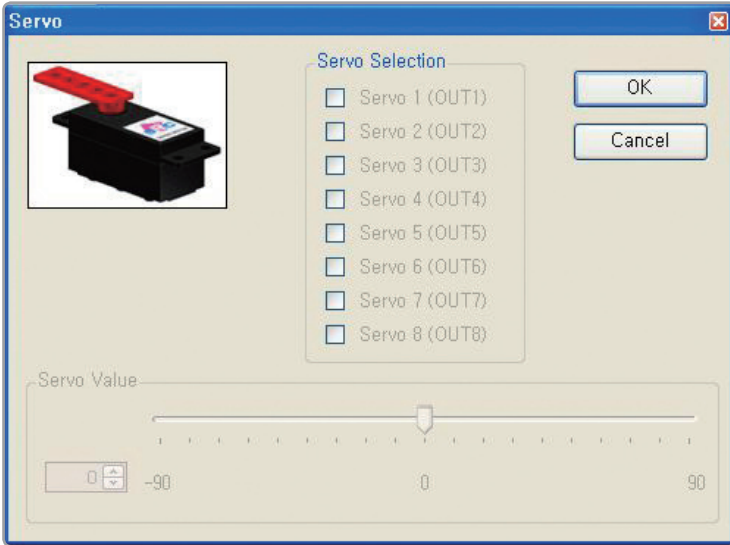 Servo
Servo Selection
Servo 1 (OUT1)
Servo 2 (OUT2)
Servo 3 (OUT3)
Servo 4 (OUT4)
Servo 5 (OUT5)
Servo 6 (OUT6)
Servo 7 (OUT7)
Servo 8 (OUT8)
OK
Cancel
Servo Value
0
-90
0
90